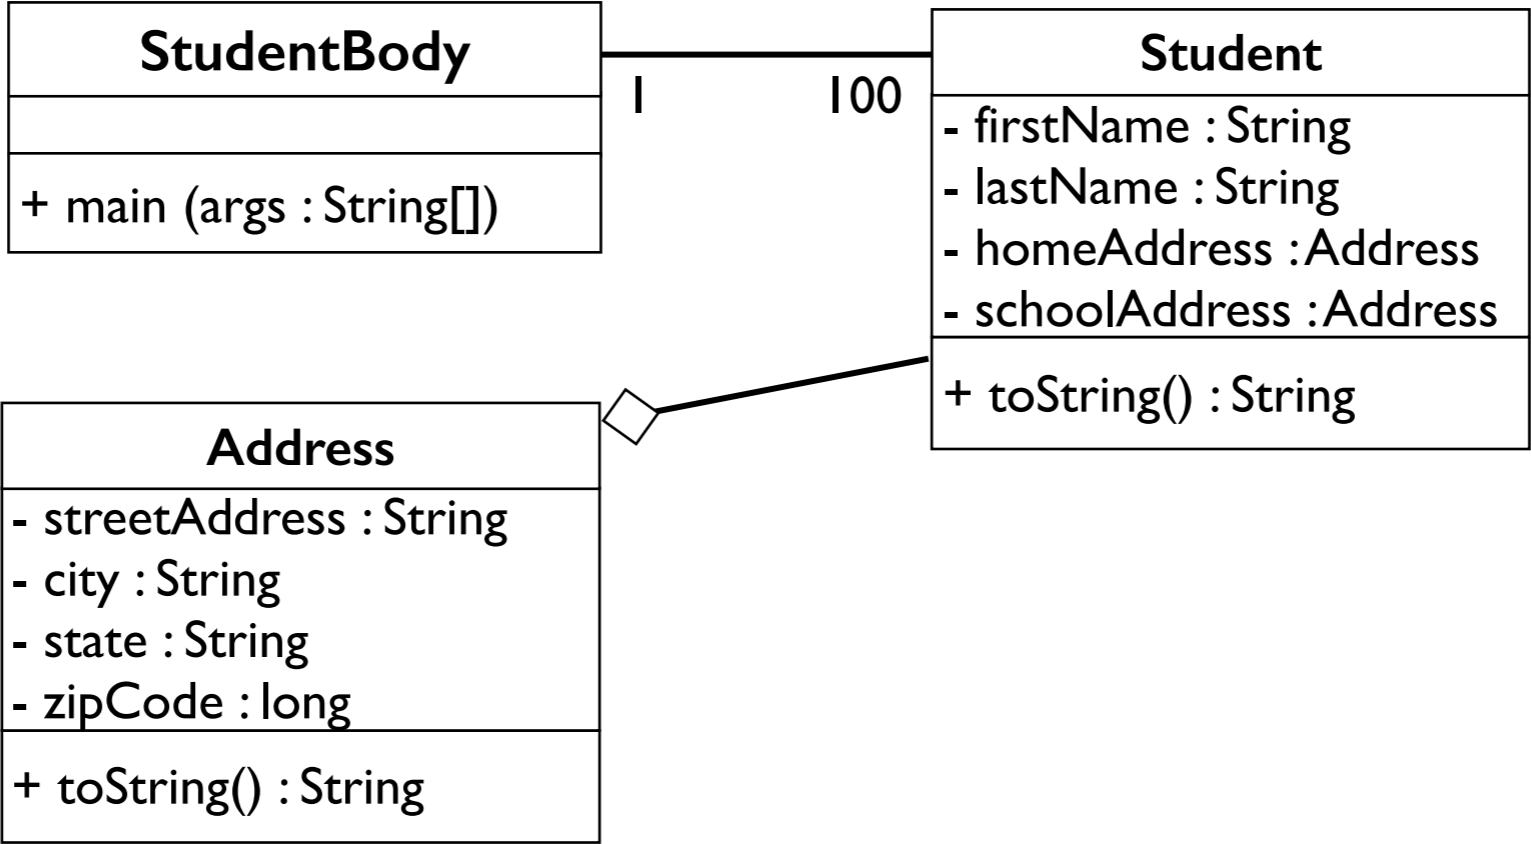 StudentBody
+ main (args : String[])
1
100
Student
- firstName : String
- lastName : String
- homeAddress : Address
- schoolAddress : Address
+ toString() : String
Address
- streetAddress : String
- city : String
- state : String
- zipCode : long
+ toString() : String